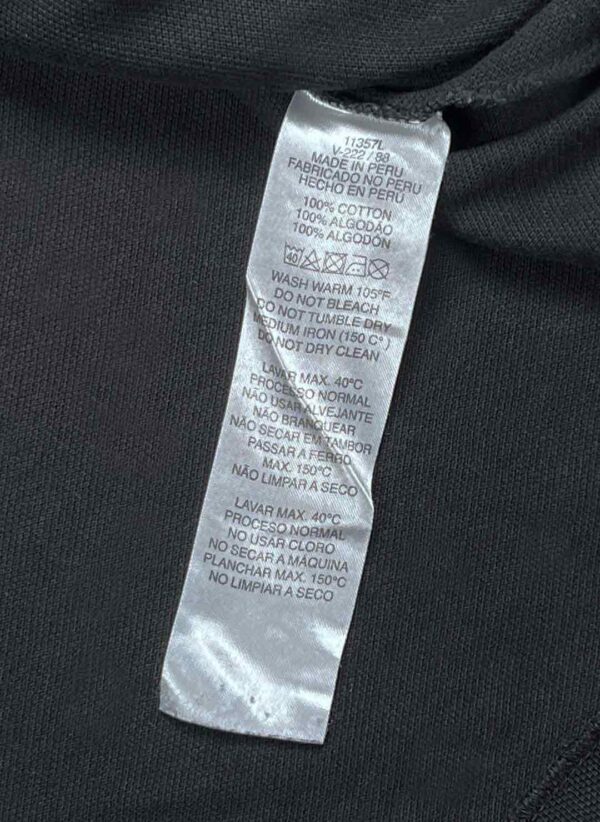 11357L
V-222 / 88
MADE IN PERU
FABRICADO NO PERU
HECHO EN PERU
100% COTTON
100% ALGODÃO
100% ALGODÓN
40
WASH WARM 105°F
DO NOT BLEACH
DO NOT TUMBLE DRY
MEDIUM IRON (150 C°)
DO NOT DRY CLEAN
LAVAR MAX. 40°C
PROCESO NORMAL
NÃO USAR ALVEJANTE
NÃO BRANQUEAR
NÃO SECAR EM TAMBOR
PASSAR A FERRO
MAX. 150°C
NÃO LIMPAR A SECO
LAVAR MAX. 40°C
PROCESO NORMAL
NO USAR CLORO
NO SECAR A MÁQUINA
PLANCHAR MAX. 150°C
NO LIMPIAR A SECO